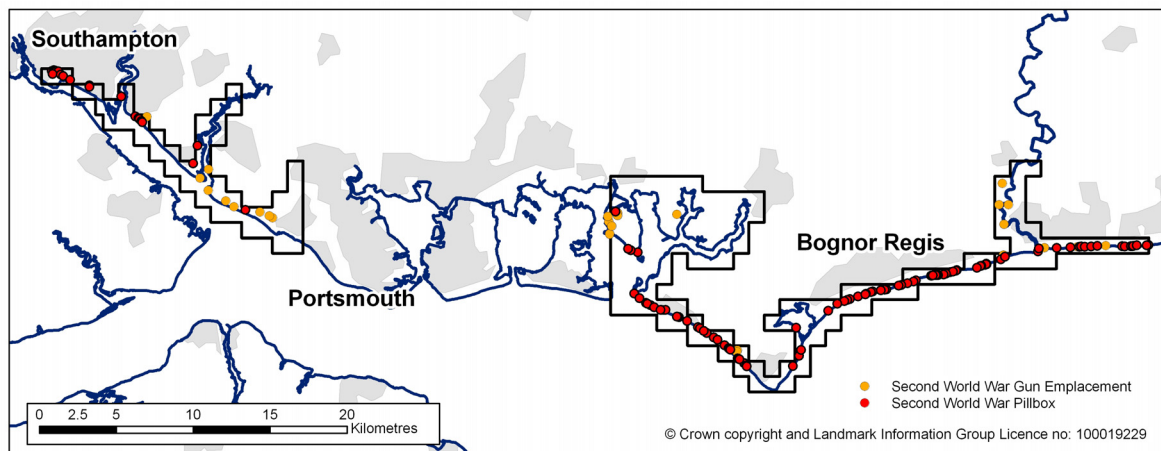 Southampton
Bognor Regis
Portsmouth
Second World War Gun Emplacement
Second World War Pillbox
0 2.5 5 10 15 20
Kilometres
© Crown copyright and Landmark Information Group Licence no: 100019229